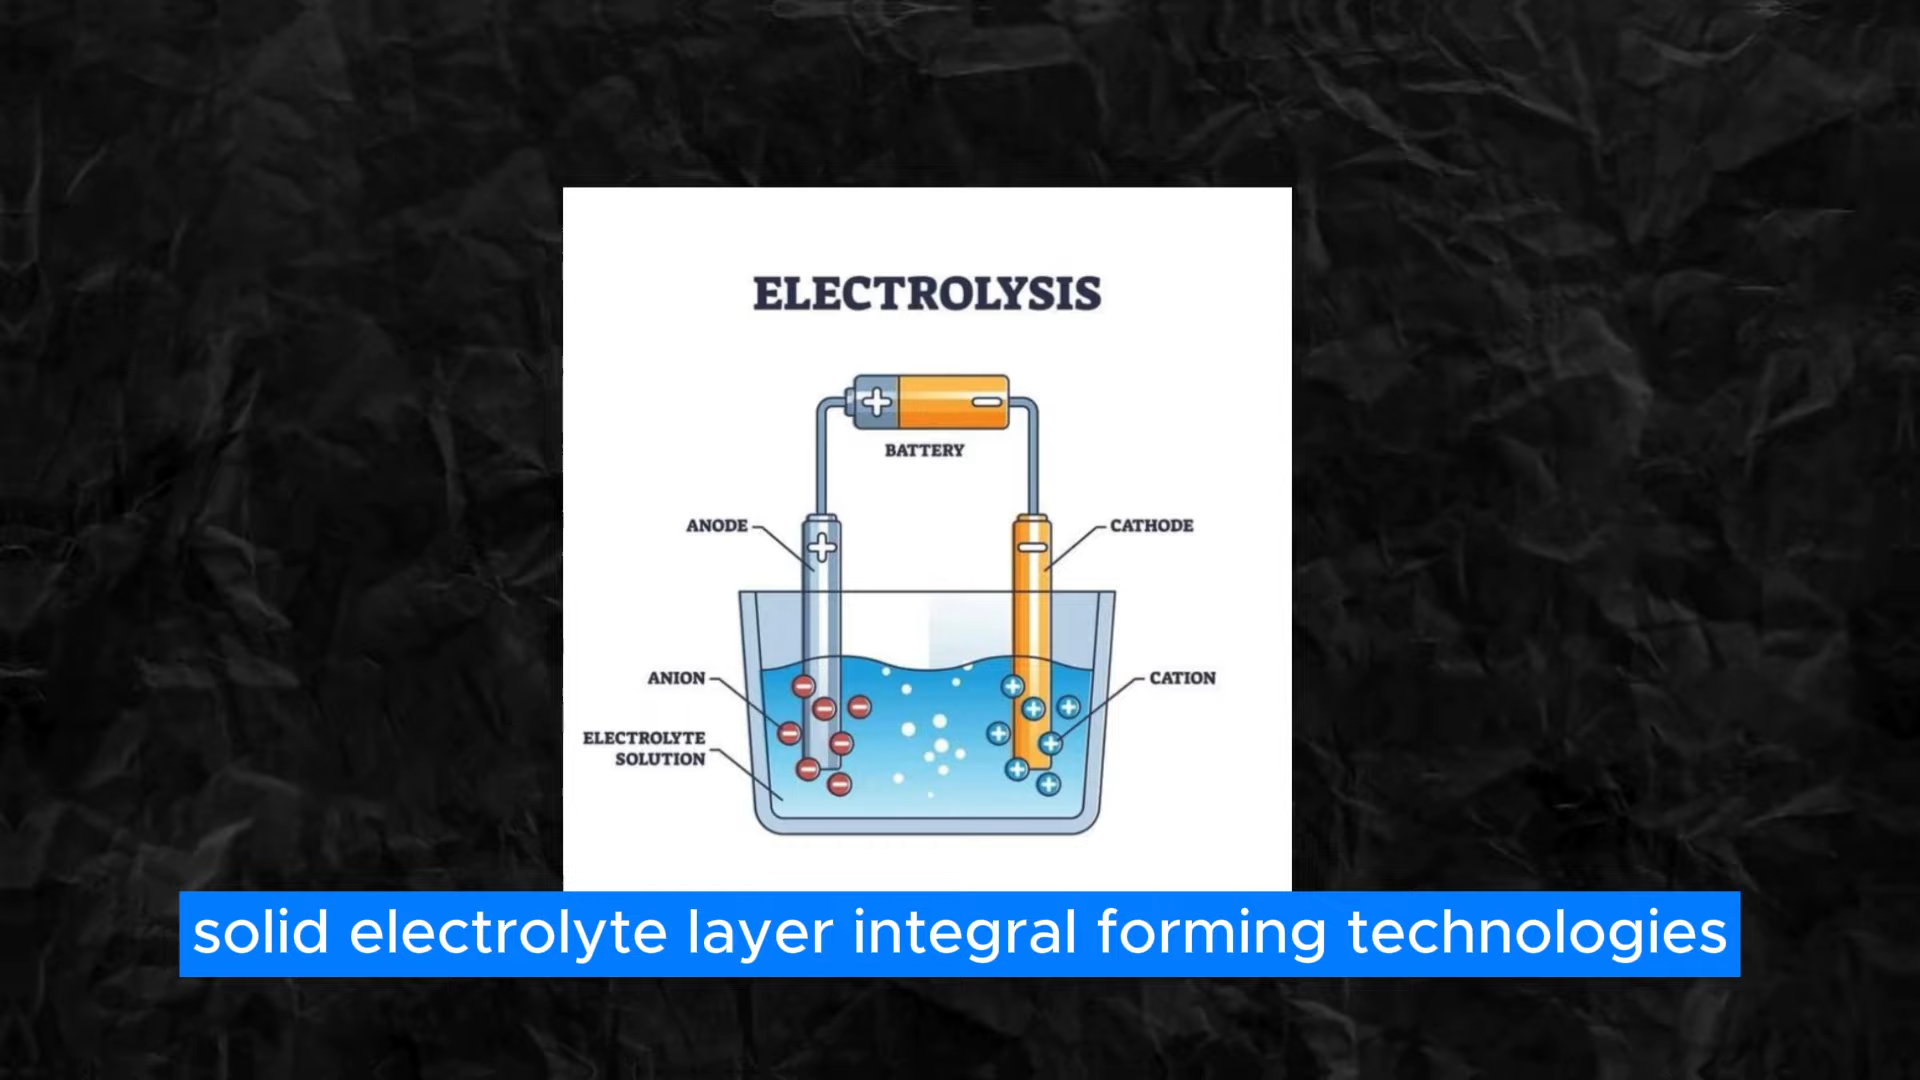 ELECTROLYSIS
BATTERY
ANODE
CATHODE
ANION
CATION
ELECTROLYTE
SOLUTION
solid electrolyte layer integral forming technologies